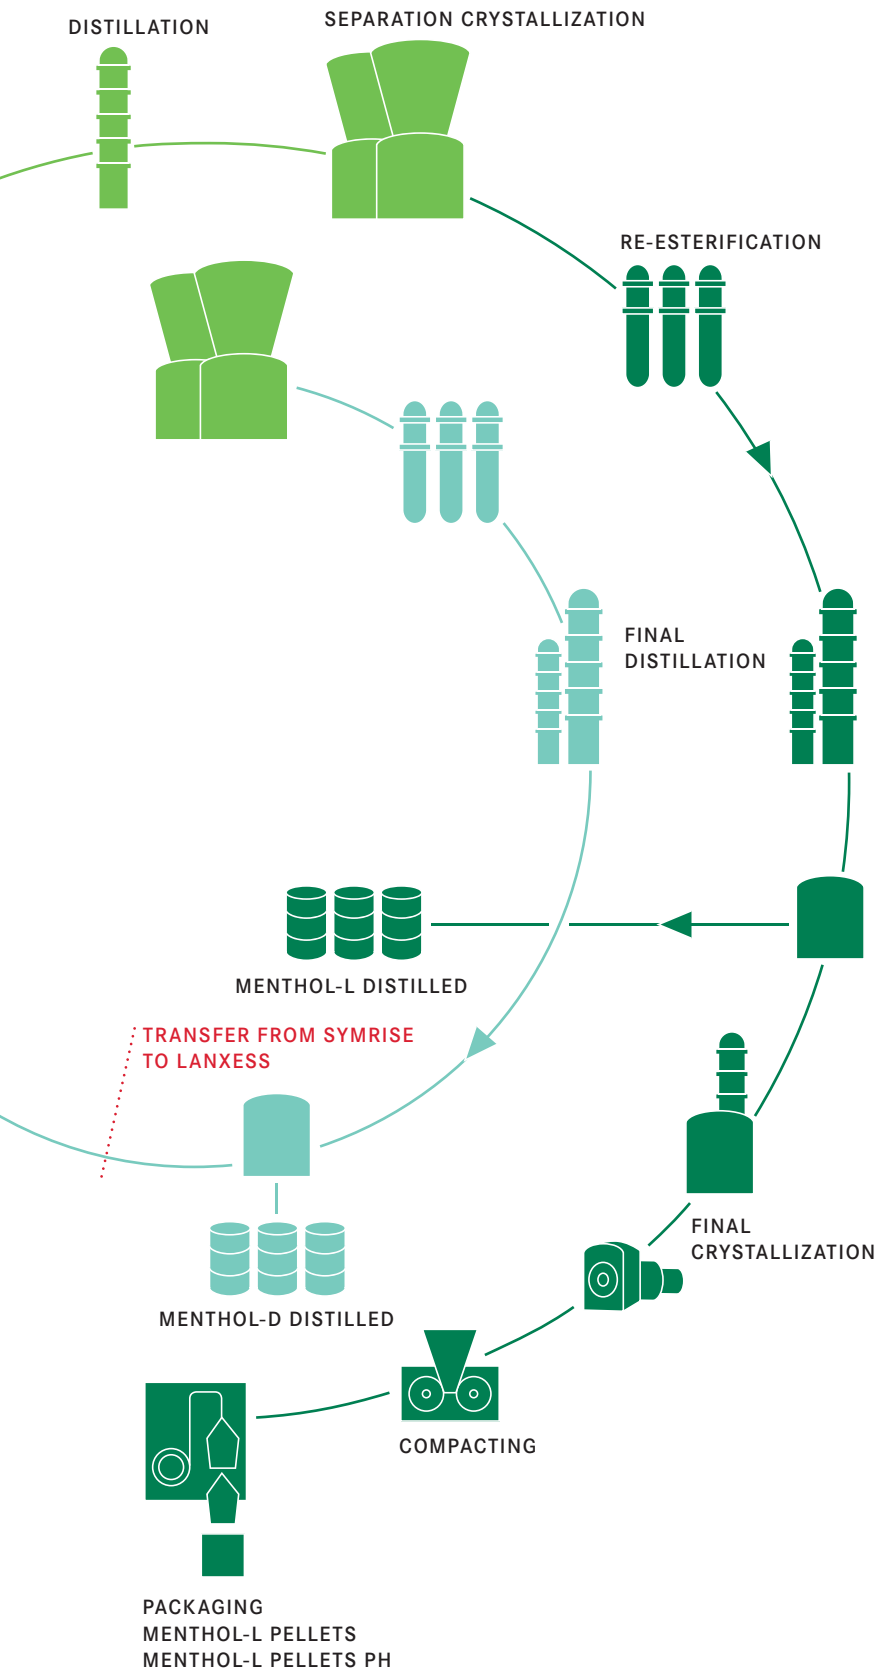 DISTILLATION
SEPARATION CRYSTALLIZATION
RE-ESTERIFICATION
FINAL
DISTILLATION
MENTHOL-L DISTILLED
TRANSFER FROM SYMRISE
TO LANXESS
FINAL
CRYSTALLIZATION
MENTHOL-D DISTILLED
COMPACTING
PACKAGING
MENTHOL-L PELLETS
MENTHOL-L PELLETS PH